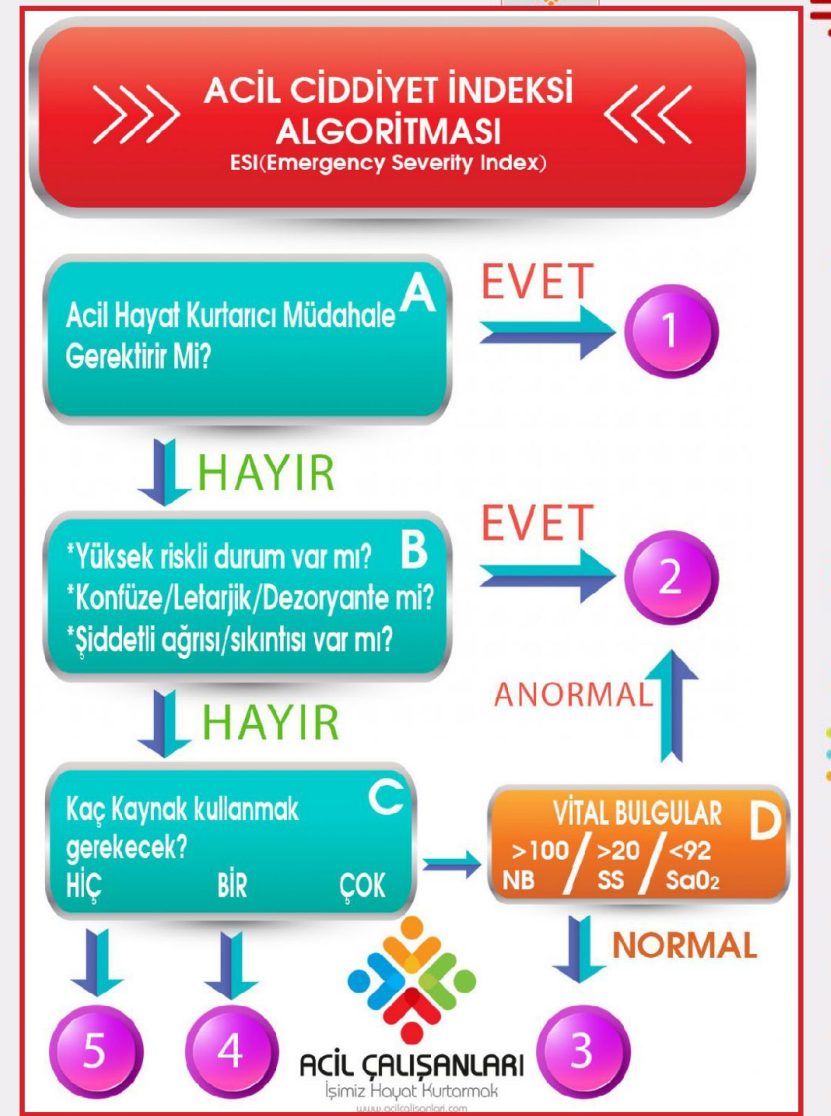 ACİL CİDDİYET İNDEKSİ
ALGORİTMASI
ESI(Emergency Severity Index)
A
Acil Hayat Kurtarıcı Müdahale
Gerektirir Mi?
EVET
1
HAYIR
B
*Yüksek riskli durum var mı?
*Konfüze/Letarjik/Dezoryante mi?
*Şiddetli ağrısı/sıkıntısı var mı?
EVET
2
HAYIR
ANORMAL
C
Kaç Kaynak kullanmak
gerekecek?
HİÇ BİR ÇOK
VİTAL BULGULAR D
>100 / >20 / <92
NB / SS / Sa0₂
NORMAL
5
4
3
ACİL ÇALIŞANLARI
İşimiz Hayat Kurtarmak
www.acilcalisanlari.com